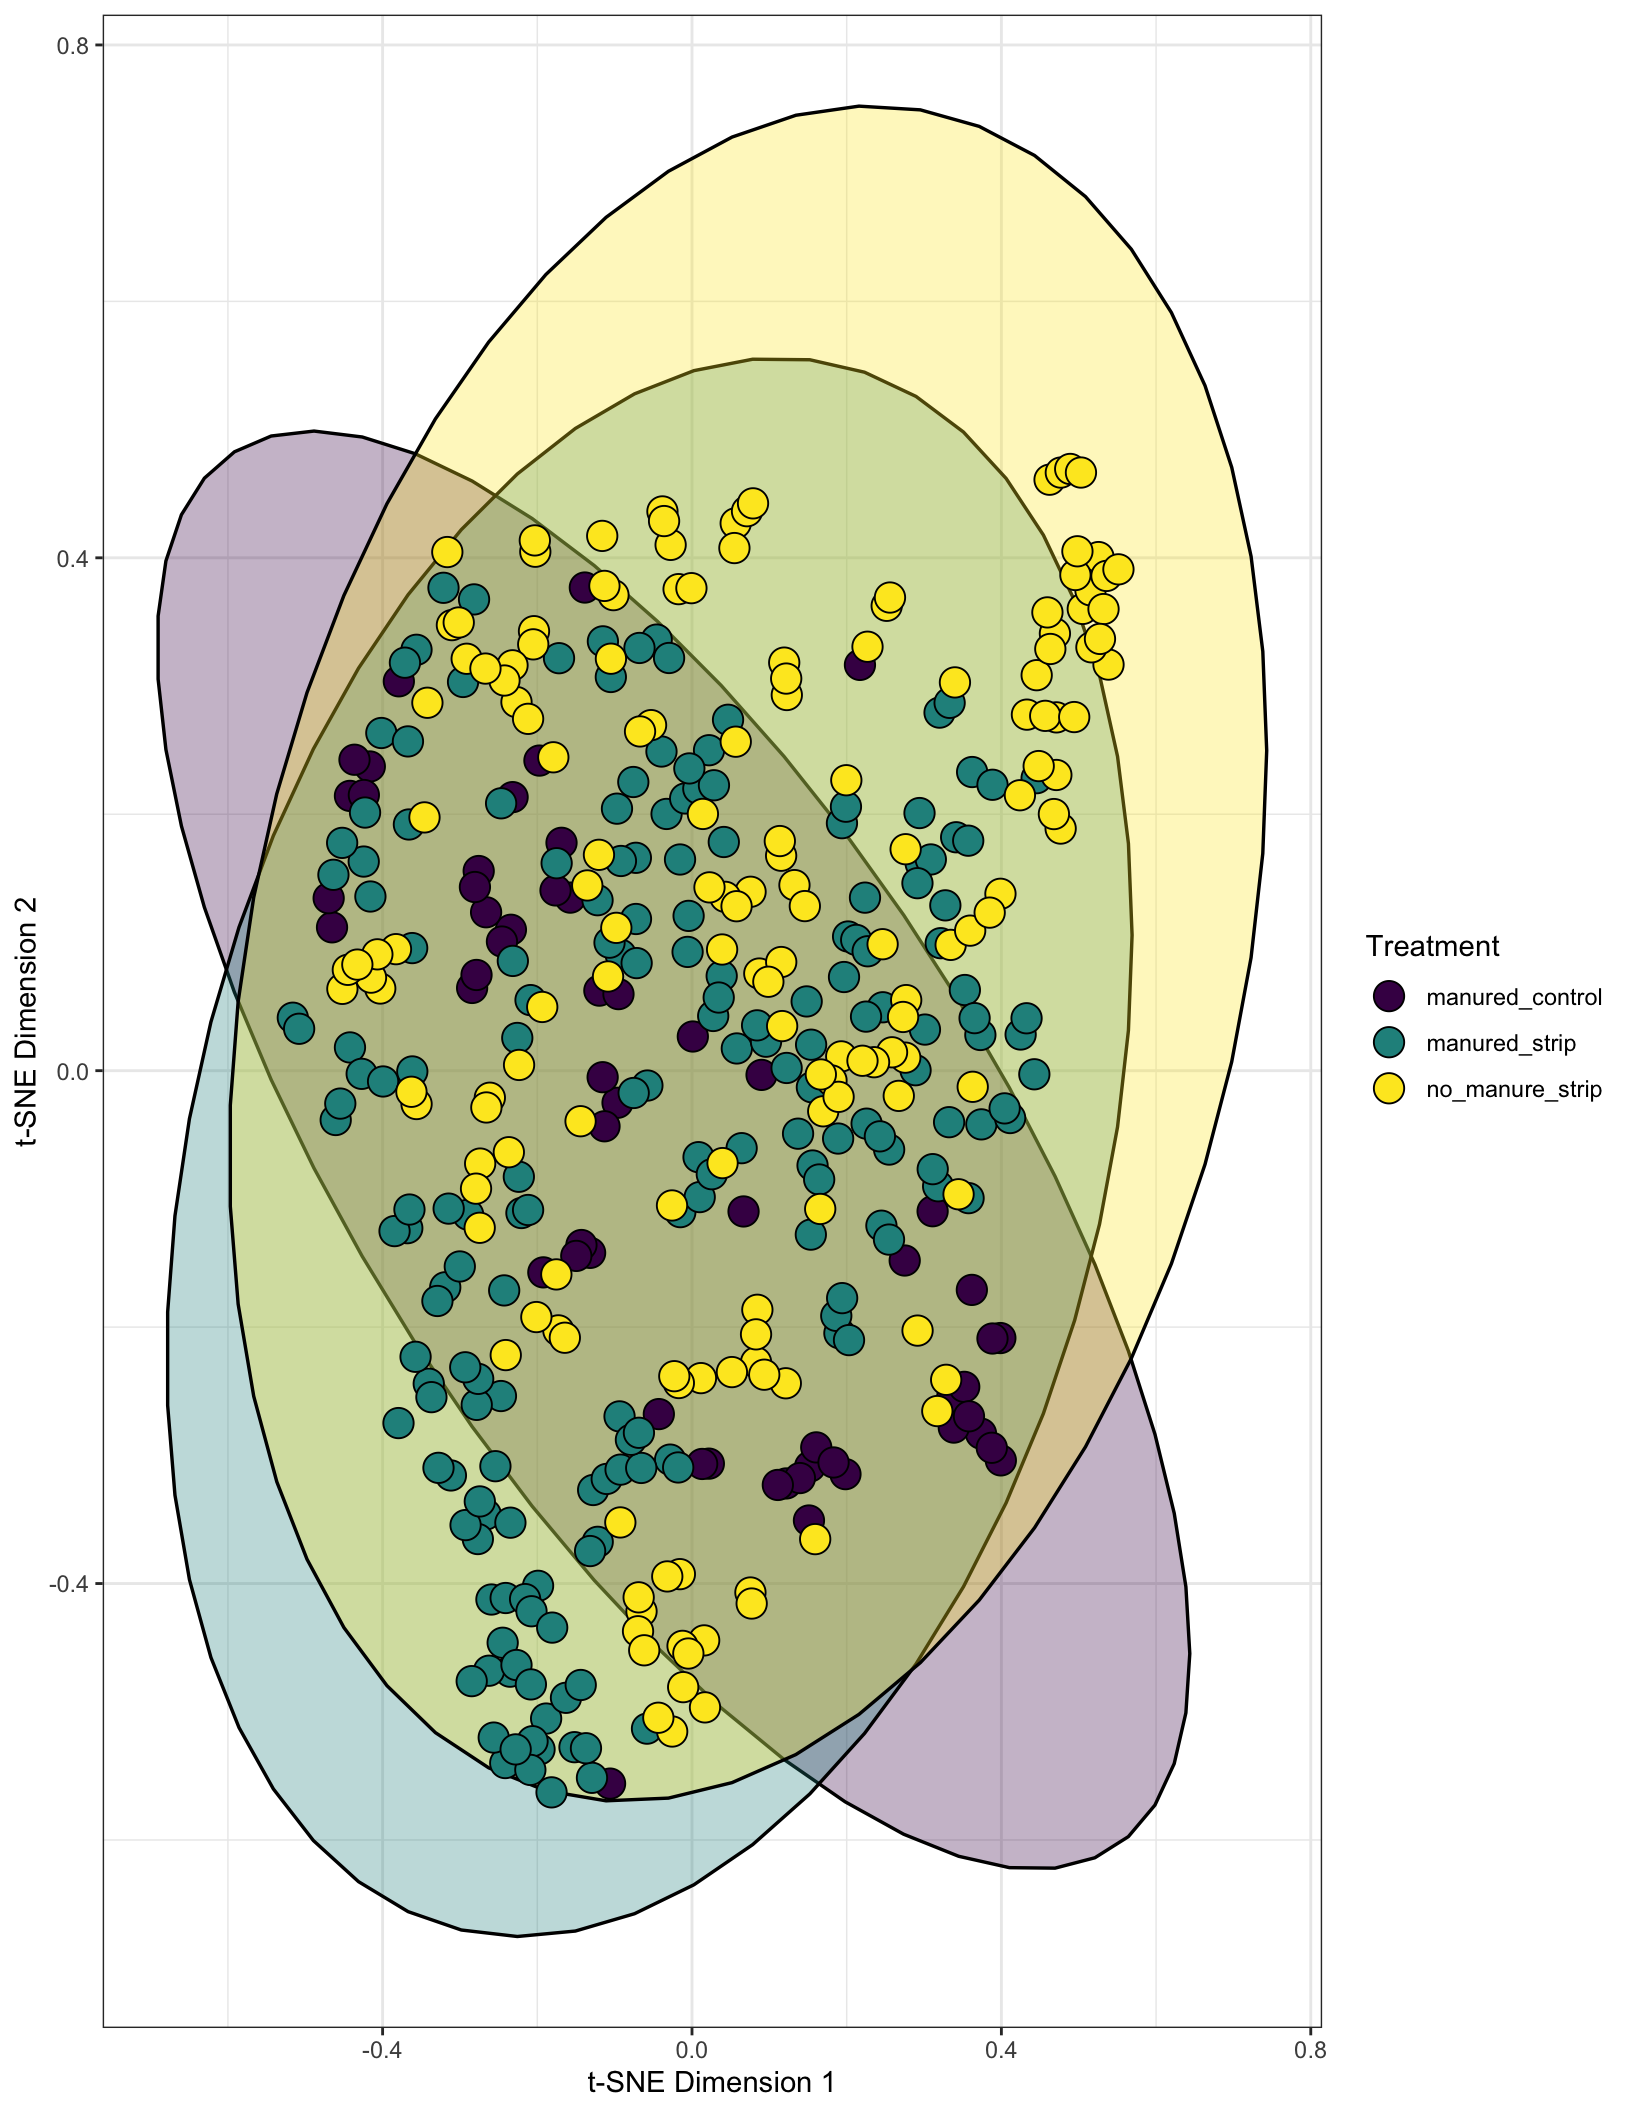 0.8
0.4
0.0
-0.4
t-SNE Dimension 2
-0.4
0.0
0.4
0.8
t-SNE Dimension 1
Treatment
manured_control
manured_strip
no_manure_strip